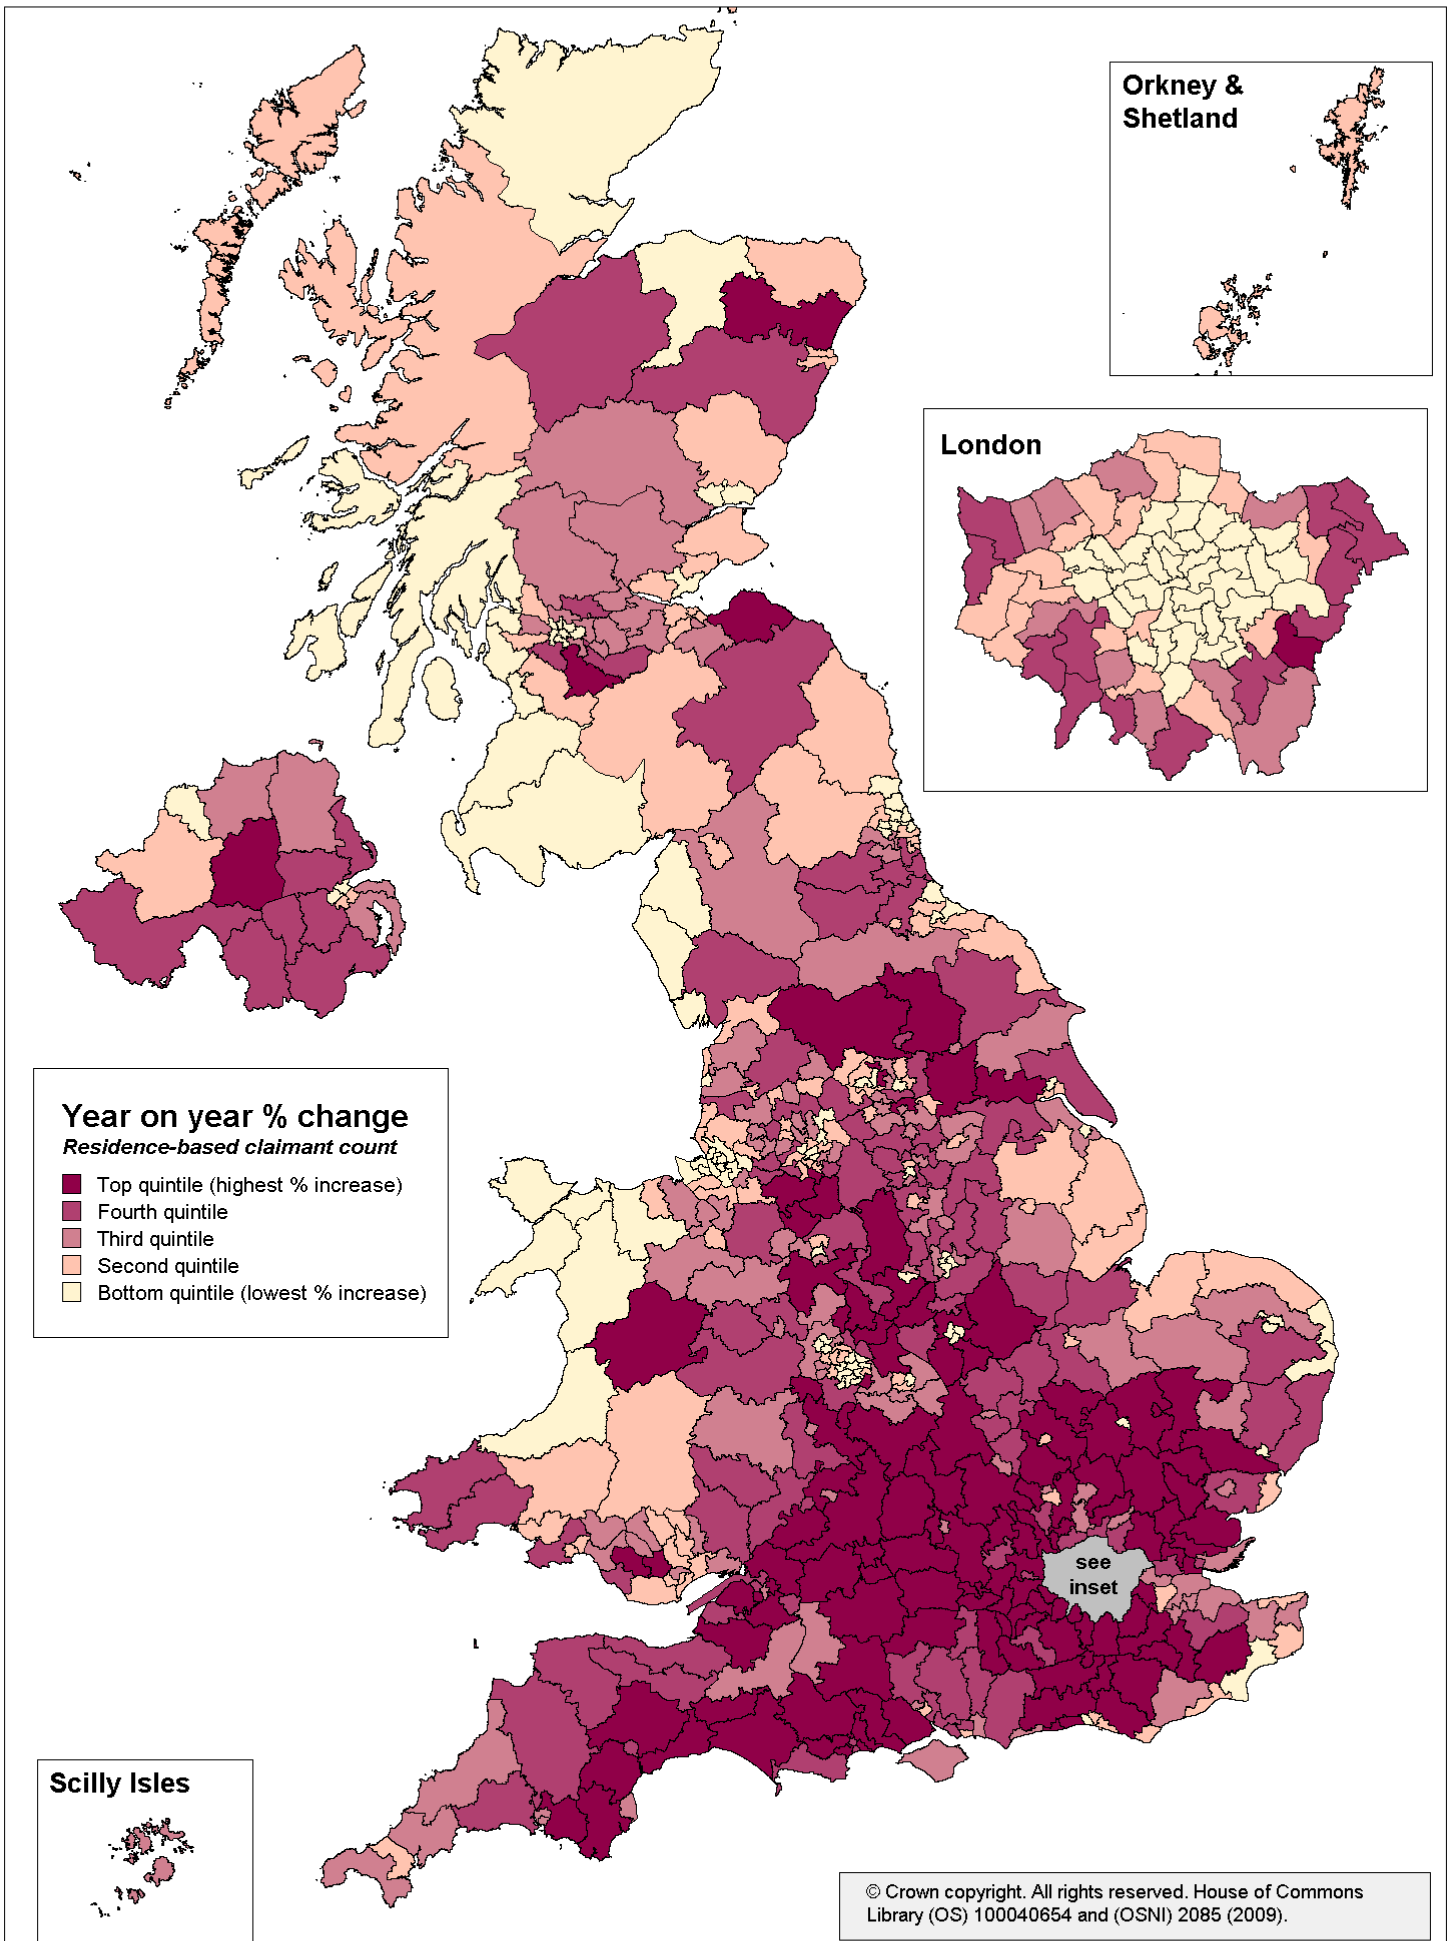 Orkney &
Shetland
London
Year on year % change
Residence-based claimant count
Top quintile (highest % increase)
Fourth quintile
Third quintile
Second quintile
Bottom quintile (lowest % increase)
see
inset
Scilly Isles
© Crown copyright. All rights reserved. House of Commons
Library (OS) 100040654 and (OSNI) 2085 (2009).